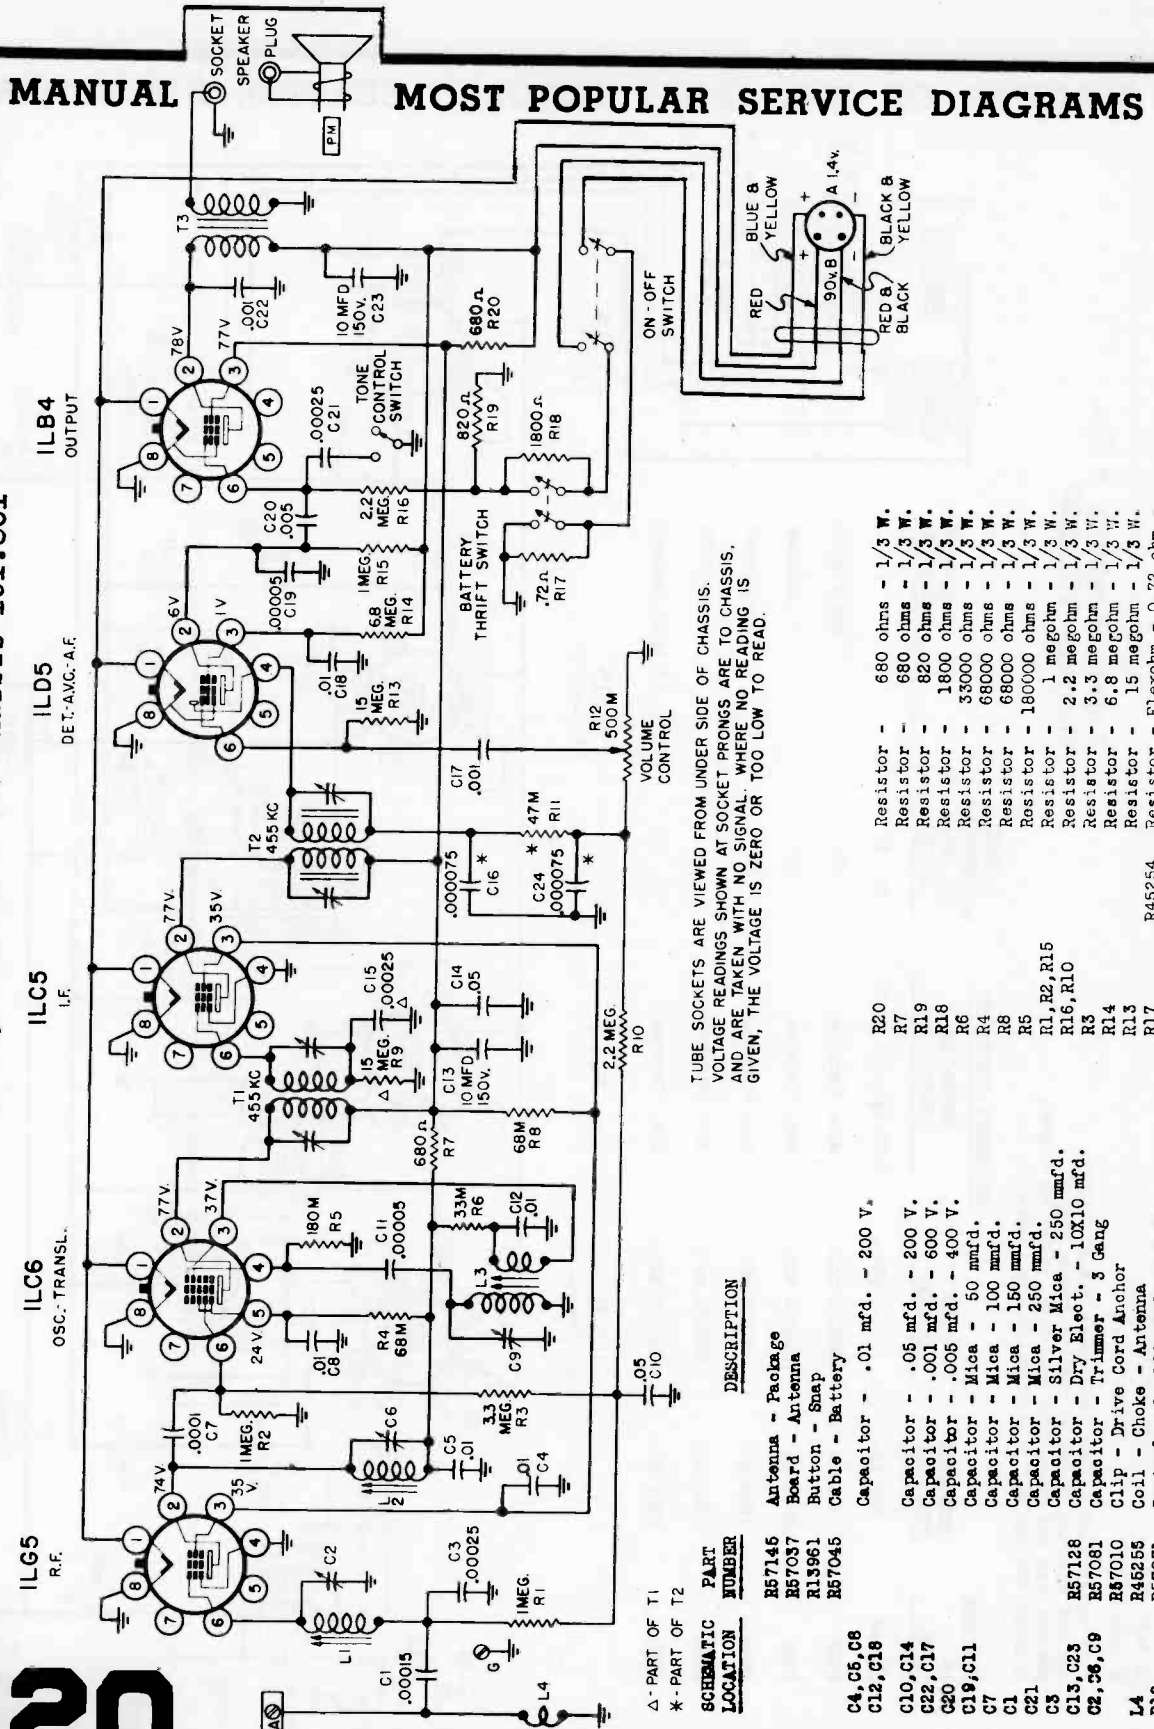 MANUAL
MOST POPULAR SERVICE DIAGRAMS
20
ILG5
R.F.
ILC6
OSC.-TRANSL.
ILC5
I.F.
ILD5
DET.-A.V.C.-A.F.
ILB4
OUTPUT
SOCKET
SPEAKER
PLUG
PM
T3
78V.
77V.
.001
C22
10 MFD
150V.
C23
680Ω
R20
.00025
C21
TONE
CONTROL
SWITCH
820Ω
R19
1800Ω
R18
C20
.005
2.2
MEG.
R16
BATTERY
THRIFT SWITCH
.72Ω
R17
ON-OFF
SWITCH
BLUE &
YELLOW
RED
90V. B
A 1.4V.
BLACK &
YELLOW
RED &
BLACK
6V.
1V.
.00005
C19
1MEG.
R15
6.8
MEG.
R14
.01
C18
15
MEG.
R13
C17
.001
R12
500M
VOLUME
CONTROL
T2
455KC
77V.
35V.
.000075
C16
*
47M
R11
*
C24
.000075
*
C15
.00025
△
15
MEG.
R9
△
C14
.05
C13
10 MFD
150V.
T1
455KC
2.2 MEG.
R10
680Ω
R7
68M
R8
77V.
37V.
24V.
180M
R5
C11
.00005
33M
R6
C12
.01
L3
C9
.01
C8
R4
68M
.0001
C7
1MEG.
R2
3.3
MEG.
R3
.05
C10
C6
L2
C5
.01
.01
C4
74V.
35
V.
C2
L1
C3
.00025
1MEG.
R1
C1
.00015
G
A
L4
△-PART OF T1
*-PART OF T2
TUBE SOCKETS ARE VIEWED FROM UNDER SIDE OF CHASSIS.
VOLTAGE READINGS SHOWN AT SOCKET PRONGS ARE TO CHASSIS,
AND ARE TAKEN WITH NO SIGNAL. WHERE NO READING IS
GIVEN, THE VOLTAGE IS ZERO OR TOO LOW TO READ.
SCHEMATIC LOCATION PART NUMBER DESCRIPTION
R57145 Antenna - Package
R57037 Board - Antenna
R13961 Button - Snap
R57045 Cable - Battery
C4,C5,C8
C12,C18 Capacitor - .01 mfd. - 200 V.
C10,C14 Capacitor - .05 mfd. - 200 V.
C22,C17 Capacitor - .001 mfd. - 600 V.
C20 Capacitor - .005 mfd. - 400 V.
C19,C11 Capacitor - Mica - 50 mmfd.
C7 Capacitor - Mica - 100 mmfd.
C1 Capacitor - Mica - 150 mmfd.
C21 Capacitor - Mica - 250 mmfd.
C3 Capacitor - Silver Mica - 250 mmfd.
C13,C23 R57128 Capacitor - Dry Elect. - 10X10 mfd.
C2,C6,C9 R57081 Capacitor - Trimmer - 3 Gang
R57010 Clip - Drive Cord Anchor
L4 R45255 Coil - Choke - Antenna
R20 Resistor - 680 ohms - 1/3 W.
R7 Resistor - 680 ohms - 1/3 W.
R19 Resistor - 820 ohms - 1/3 W.
R18 Resistor - 1800 ohms - 1/3 W.
R6 Resistor - 33000 ohms - 1/3 W.
R4 Resistor - 68000 ohms - 1/3 W.
R8 Resistor - 68000 ohms - 1/3 W.
R5 Resistor - 180000 ohms - 1/3 W.
R1,R2,R15 Resistor - 1 megohm - 1/3 W.
R16,R10 Resistor - 2.2 megohm - 1/3 W.
R3 Resistor - 3.3 megohm - 1/3 W.
R14 Resistor - 6.8 megohm - 1/3 W.
R13 Resistor - 15 megohm - 1/3 W.
R17 R45254 Resistor - Flexohm - 0.72 ohm